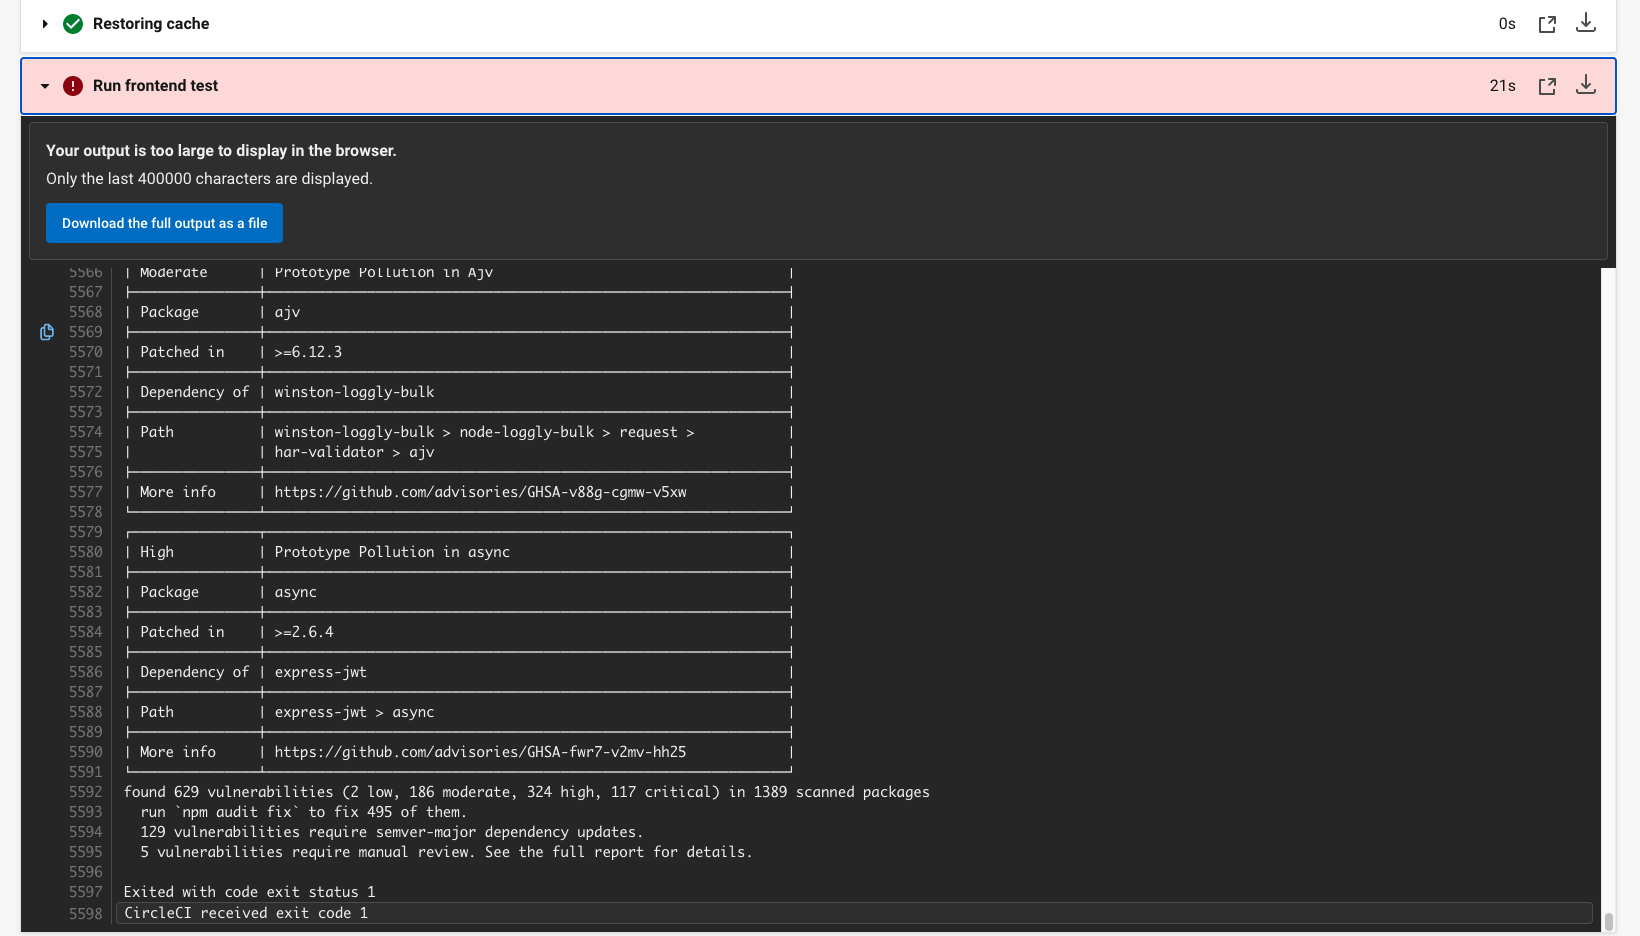 Restoring cache 0s
Run frontend test 21s
Your output is too large to display in the browser.
Only the last 400000 characters are displayed.
Download the full output as a file
5566 | Moderate | Prototype Pollution in Ajv |
5567
5568 | Package | ajv |
5569
5570 | Patched in | >=6.12.3 |
5571
5572 | Dependency of | winston-loggly-bulk |
5573
5574 | Path | winston-loggly-bulk > node-loggly-bulk > request > |
5575 | | har-validator > ajv |
5576
5577 | More info | https://github.com/advisories/GHSA-v88g-cgmw-v5xw |
5578
5579
5580 | High | Prototype Pollution in async |
5581
5582 | Package | async |
5583
5584 | Patched in | >=2.6.4 |
5585
5586 | Dependency of | express-jwt |
5587
5588 | Path | express-jwt > async |
5589
5590 | More info | https://github.com/advisories/GHSA-fwr7-v2mv-hh25 |
5591
5592 found 629 vulnerabilities (2 low, 186 moderate, 324 high, 117 critical) in 1389 scanned packages
5593 run `npm audit fix` to fix 495 of them.
5594 129 vulnerabilities require semver-major dependency updates.
5595 5 vulnerabilities require manual review. See the full report for details.
5596
5597 Exited with code exit status 1
5598 CircleCI received exit code 1